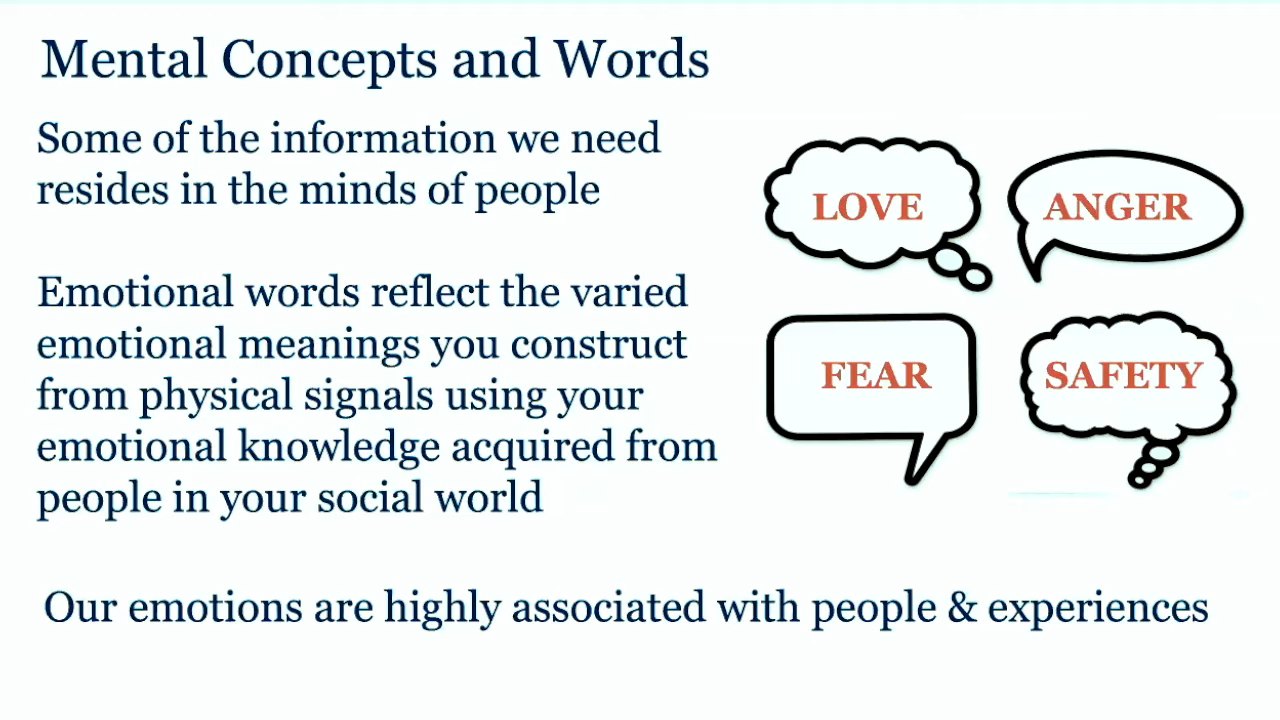 Mental Concepts and Words
Some of the information we need
resides in the minds of people
Emotional words reflect the varied
emotional meanings you construct
from physical signals using your
emotional knowledge acquired from
people in your social world
LOVE
ANGER
FEAR
SAFETY
Our emotions are highly associated with people & experiences